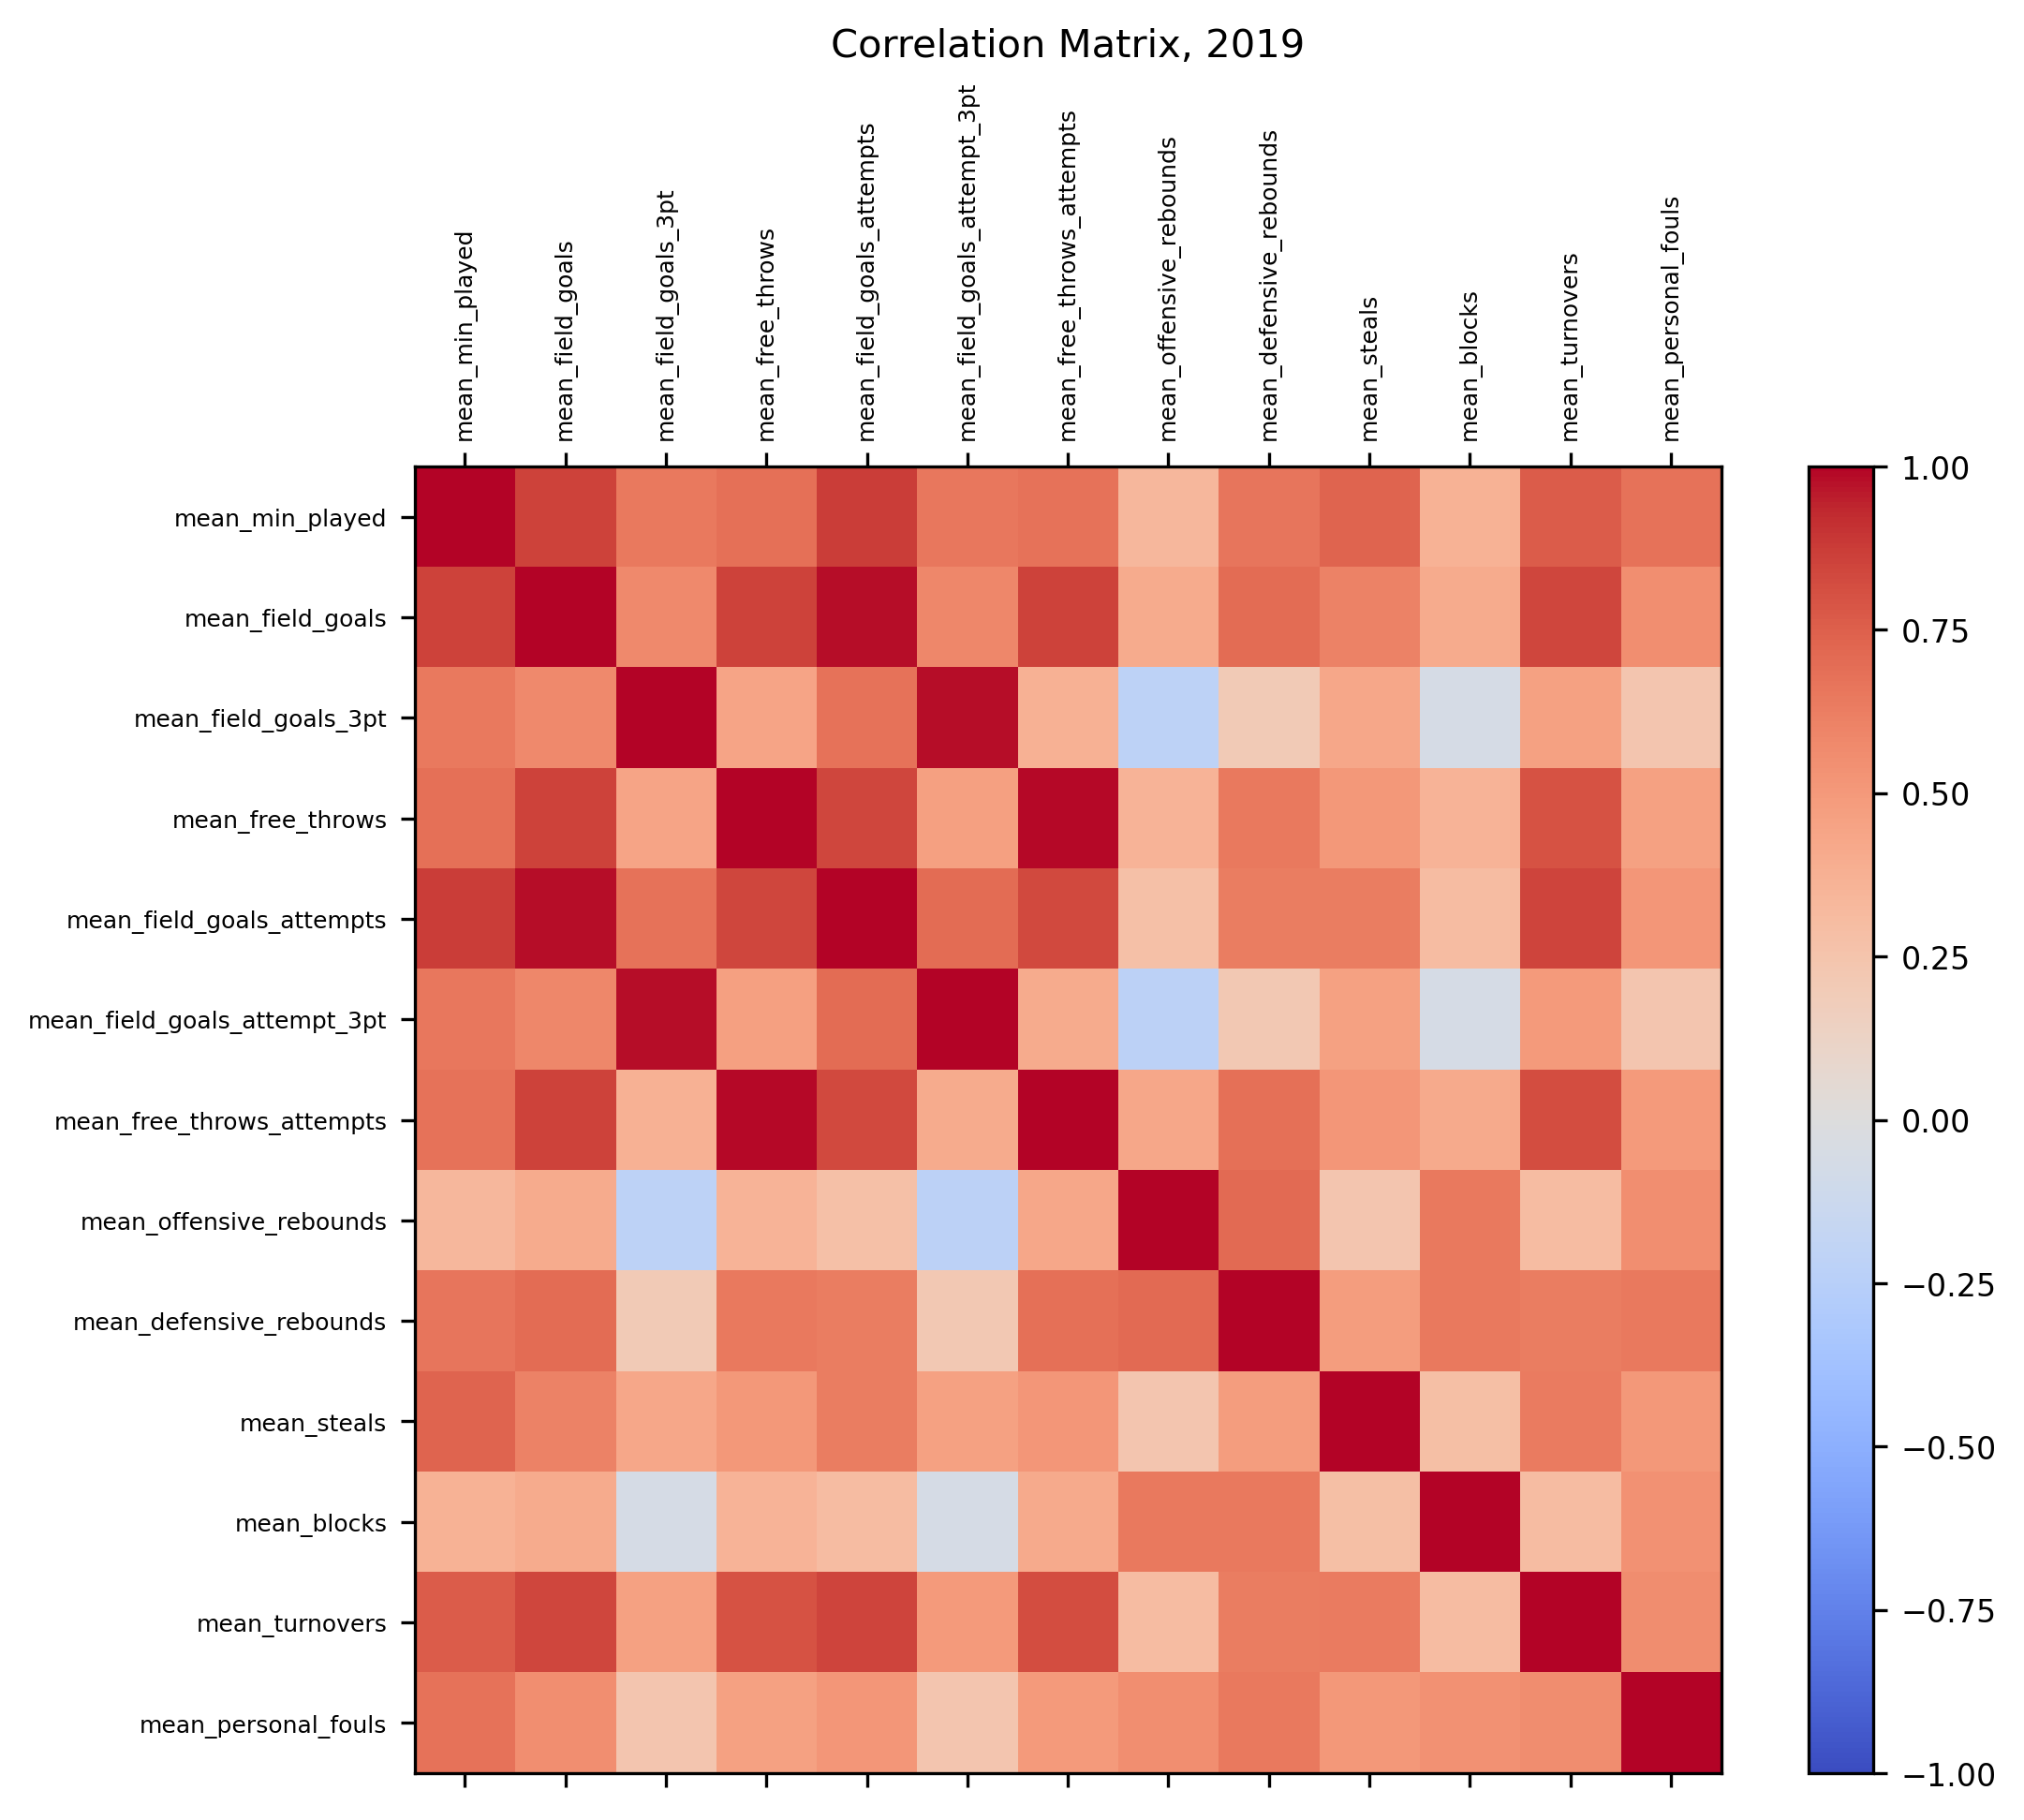 Correlation Matrix, 2019
mean_min_played
mean_field_goals
mean_field_goals_3pt
mean_free_throws
mean_field_goals_attempts
mean_field_goals_attempt_3pt
mean_free_throws_attempts
mean_offensive_rebounds
mean_defensive_rebounds
mean_steals
mean_blocks
mean_turnovers
mean_personal_fouls
mean_min_played
mean_field_goals
mean_field_goals_3pt
mean_free_throws
mean_field_goals_attempts
mean_field_goals_attempt_3pt
mean_free_throws_attempts
mean_offensive_rebounds
mean_defensive_rebounds
mean_steals
mean_blocks
mean_turnovers
mean_personal_fouls
1.00
0.75
0.50
0.25
0.00
−0.25
−0.50
−0.75
−1.00